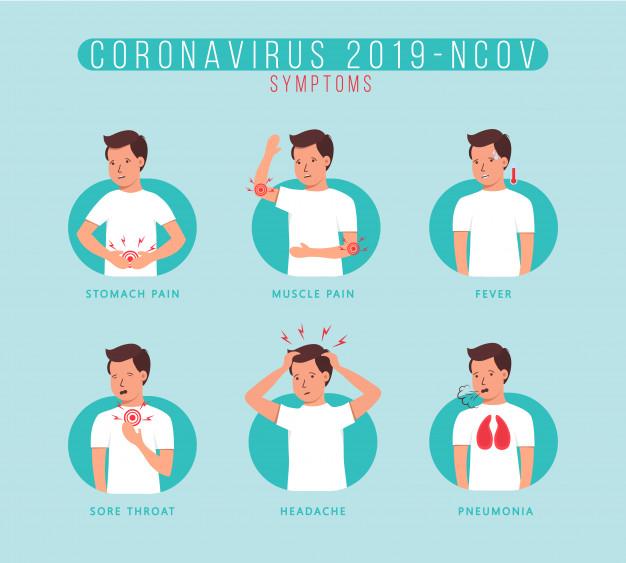 CORONAVIRUS 2019-NCOV
SYMPTOMS
STOMACH PAIN
MUSCLE PAIN
FEVER
SORE THROAT
HEADACHE
PNEUMONIA